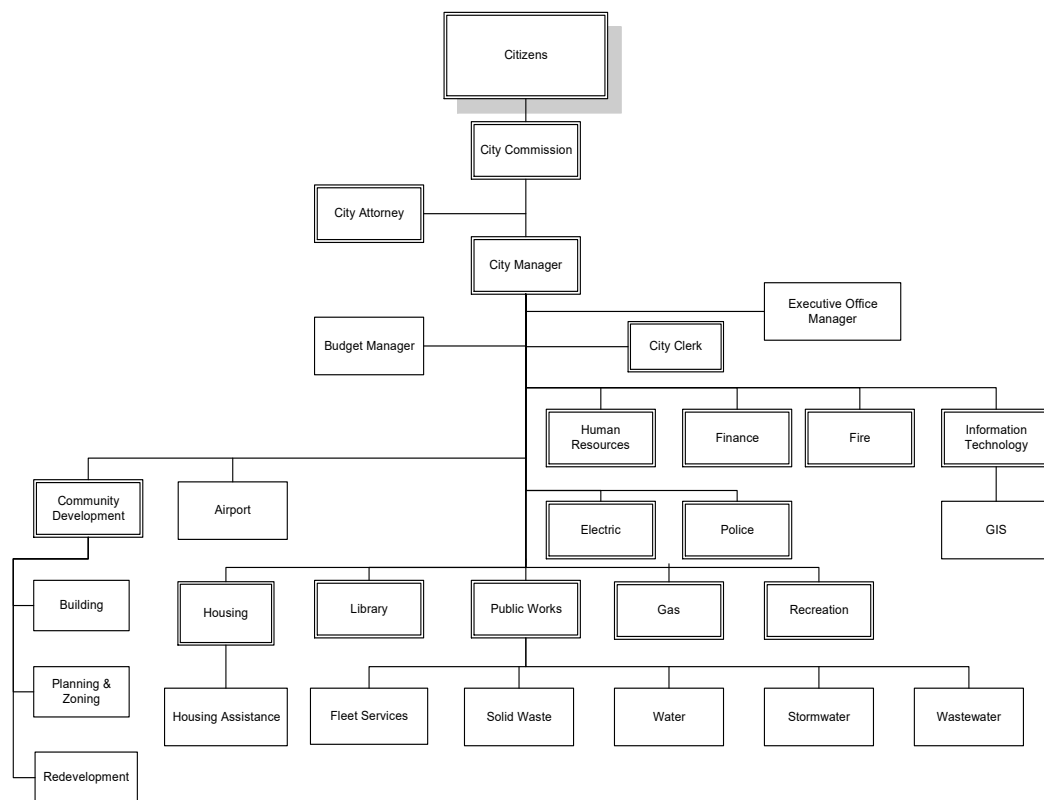 Citizens
City Commission
City Attorney
City Manager
Executive Office
Manager
Budget Manager
City Clerk
Human
Resources
Finance
Fire
Information
Technology
Community
Development
Airport
Electric
Police
GIS
Building
Housing
Library
Public Works
Gas
Recreation
Planning &
Zoning
Housing Assistance
Fleet Services
Solid Waste
Water
Stormwater
Wastewater
Redevelopment